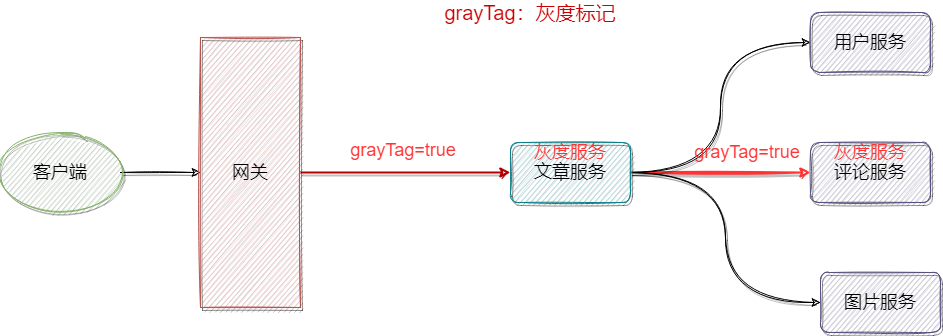 grayTag：灰度标记
用户服务
客户端
网关
grayTag=true
灰度服务
文章服务
grayTag=true
灰度服务
评论服务
图片服务